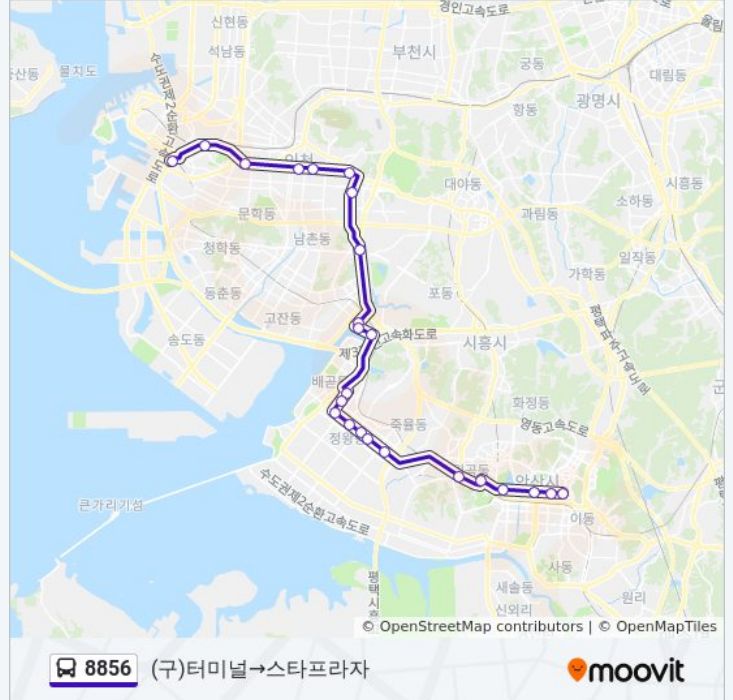 경인고속도로
신현동
석남동
부천시
궁동
대림동
물치도
광명시
항동
수도권제2순환고속도로
인천
대야동
시흥동
문학동
과림동
소하동
청학동
남촌동
일작동
가학동
동춘동
포동
고잔동
송도동
시흥시
배곧동
화정동
영동고속도로
죽율동
안산시
큰가리기섬
수도권제2순환고속도로
이동
사동
새솔동
신외리
원리
© OpenStreetMap contributors | © OpenMapTiles
8856 (구)터미널→스타프라자
moovit